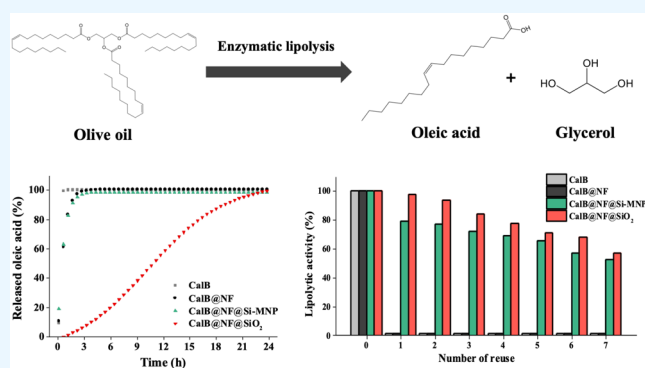 O
O
O
O
O
O
O
OH
Enzymatic lipolysis
+
OH
HO
OH
Olive oil
Oleic acid
Glycerol
Released oleic acid (%)
100
80
60
40
20
0
CalB
CalB@NF
CalB@NF@Si-MNP
CalB@NF@SiO₂
0 3 6 9 12 15 18 21 24
Time (h)
Lipolytic activity (%)
100
80
60
40
20
0
CalB
CalB@NF
CalB@NF@Si-MNP
CalB@NF@SiO₂
0 1 2 3 4 5 6 7
Number of reuse